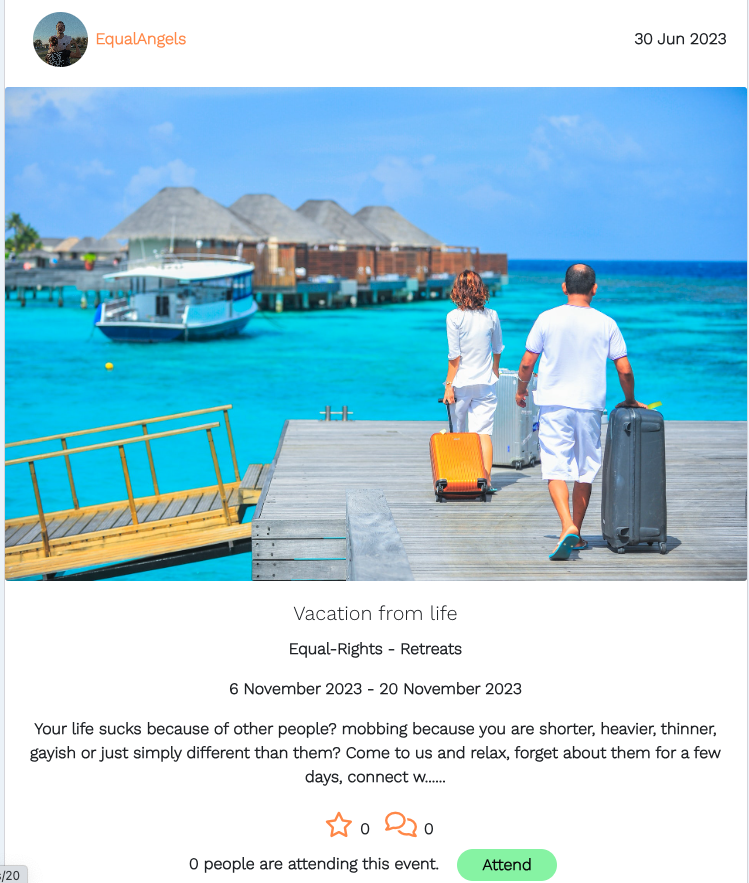 EqualAngels
30 Jun 2023
Vacation from life
Equal-Rights - Retreats
6 November 2023 - 20 November 2023
Your life sucks because of other people? mobbing because you are shorter, heavier, thinner,
gayish or just simply different than them? Come to us and relax, forget about them for a few
days, connect w......
0 0
0 people are attending this event. Attend
/20